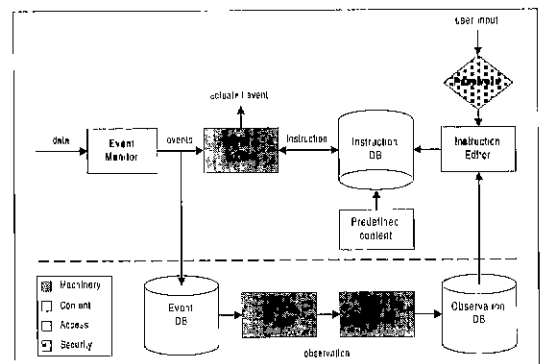 user input
actuate event
data
Event
Monitor
events
instruction
Instruction
DB
Instruction
Editor
Predefined
content
Machinery
Content
Access
Security
Event
DB
Observation
DB
observation